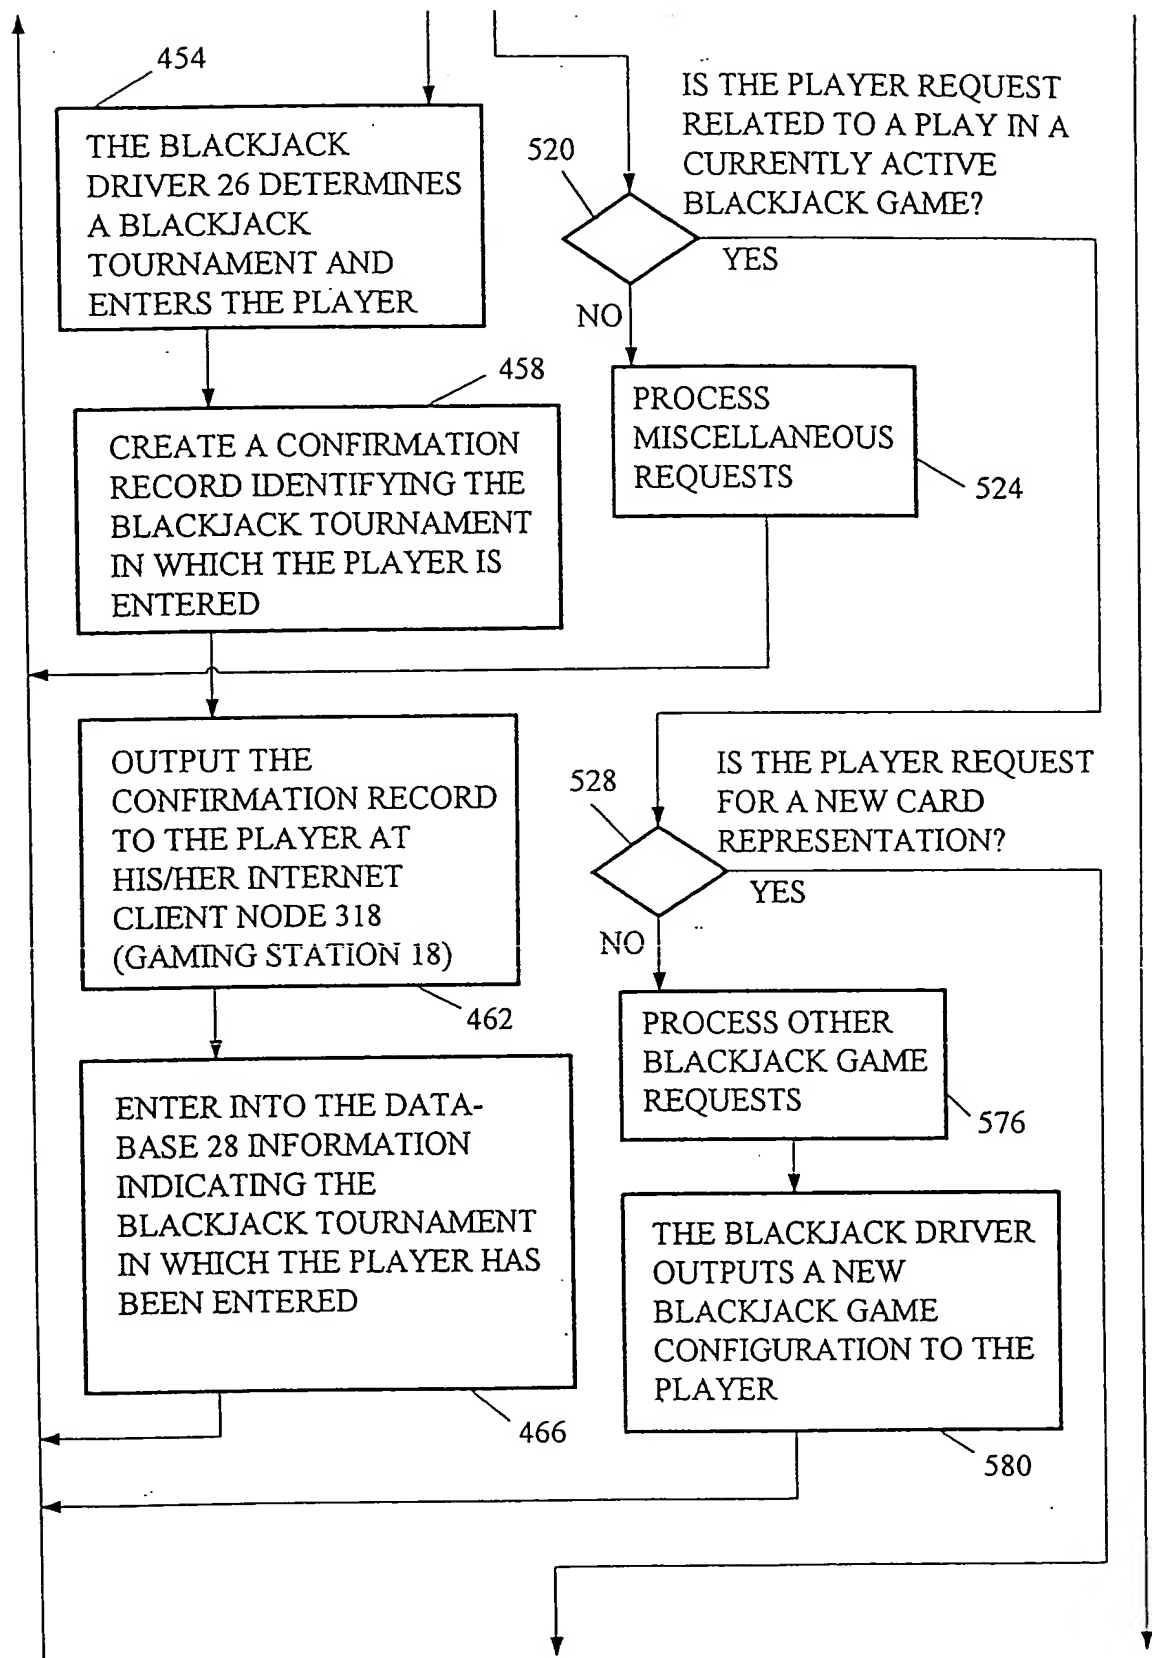 454
THE BLACKJACK
DRIVER 26 DETERMINES
A BLACKJACK
TOURNAMENT AND
ENTERS THE PLAYER
458
CREATE A CONFIRMATION
RECORD IDENTIFYING THE
BLACKJACK TOURNAMENT
IN WHICH THE PLAYER IS
ENTERED
OUTPUT THE
CONFIRMATION RECORD
TO THE PLAYER AT
HIS/HER INTERNET
CLIENT NODE 318
(GAMING STATION 18)
462
ENTER INTO THE DATA-
BASE 28 INFORMATION
INDICATING THE
BLACKJACK TOURNAMENT
IN WHICH THE PLAYER HAS
BEEN ENTERED
466
IS THE PLAYER REQUEST
RELATED TO A PLAY IN A
CURRENTLY ACTIVE
BLACKJACK GAME?
520
YES
NO
PROCESS
MISCELLANEOUS
REQUESTS
524
IS THE PLAYER REQUEST
FOR A NEW CARD
REPRESENTATION?
528
YES
NO
PROCESS OTHER
BLACKJACK GAME
REQUESTS
576
THE BLACKJACK DRIVER
OUTPUTS A NEW
BLACKJACK GAME
CONFIGURATION TO THE
PLAYER
580